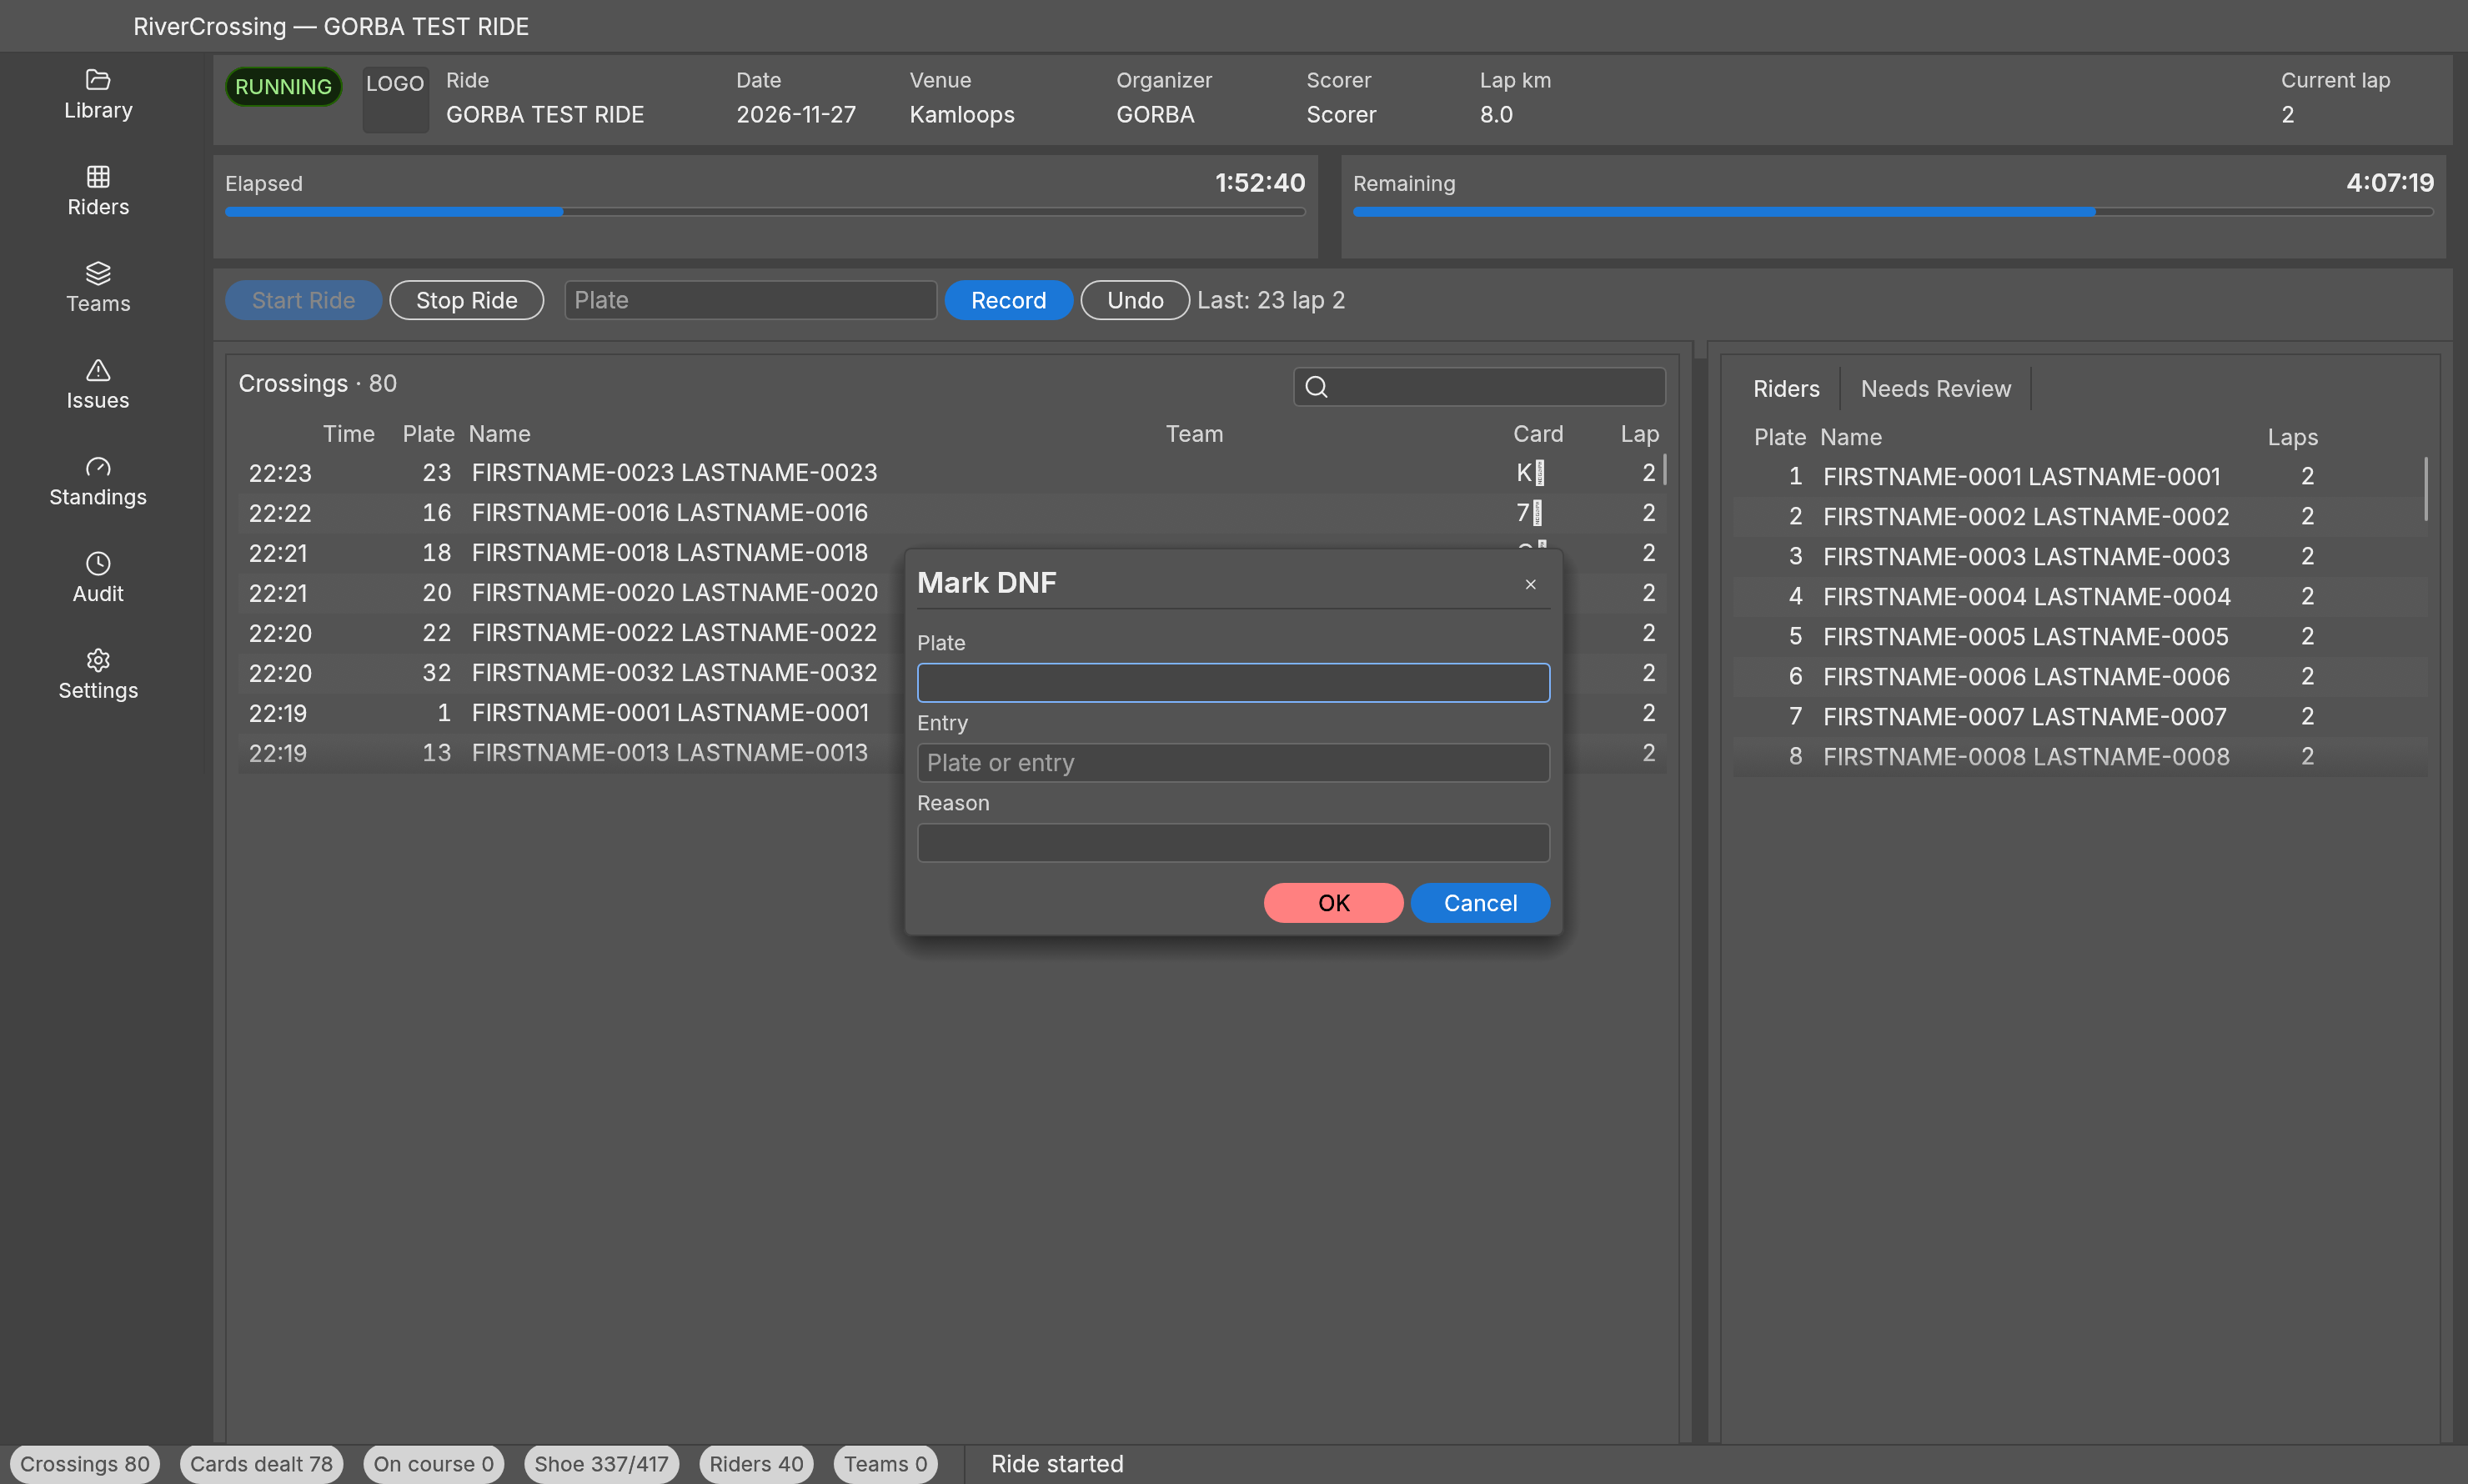 RiverCrossing — GORBA TEST RIDE
Library
Riders
Teams
Issues
Standings
Audit
Settings
RUNNING
LOGO
Ride
GORBA TEST RIDE
Date
2026-11-27
Venue
Kamloops
Organizer
GORBA
Scorer
Scorer
Lap km
8.0
Current lap
2
Elapsed 1:52:40
Remaining 4:07:19
Start Ride Stop Ride Plate Record Undo Last: 23 lap 2
Crossings · 80
Time Plate Name Team Card Lap
22:23 23 FIRSTNAME-0023 LASTNAME-0023 K 2
22:22 16 FIRSTNAME-0016 LASTNAME-0016 7 2
22:21 18 FIRSTNAME-0018 LASTNAME-0018 2
22:21 20 FIRSTNAME-0020 LASTNAME-0020 2
22:20 22 FIRSTNAME-0022 LASTNAME-0022 2
22:20 32 FIRSTNAME-0032 LASTNAME-0032 2
22:19 1 FIRSTNAME-0001 LASTNAME-0001 2
22:19 13 FIRSTNAME-0013 LASTNAME-0013 2
Mark DNF ×
Plate
Entry
Plate or entry
Reason
OK Cancel
Riders Needs Review
Plate Name Laps
1 FIRSTNAME-0001 LASTNAME-0001 2
2 FIRSTNAME-0002 LASTNAME-0002 2
3 FIRSTNAME-0003 LASTNAME-0003 2
4 FIRSTNAME-0004 LASTNAME-0004 2
5 FIRSTNAME-0005 LASTNAME-0005 2
6 FIRSTNAME-0006 LASTNAME-0006 2
7 FIRSTNAME-0007 LASTNAME-0007 2
8 FIRSTNAME-0008 LASTNAME-0008 2
Crossings 80 Cards dealt 78 On course 0 Shoe 337/417 Riders 40 Teams 0 Ride started